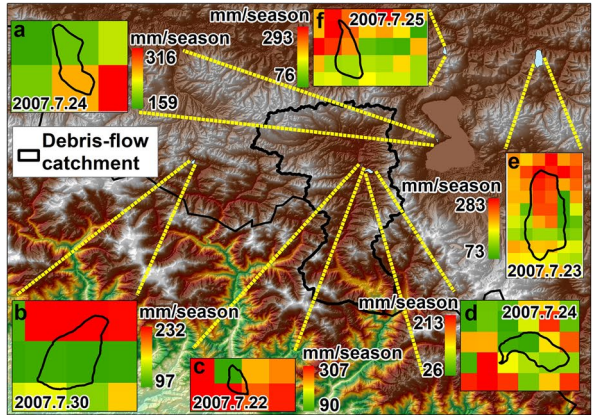 a
mm/season
316
159
2007.7.24
f
mm/season
293
76
2007.7.25
Debris-flow
catchment
e
mm/season
283
73
2007.7.23
b
mm/season
232
97
2007.7.30
c
mm/season
307
90
2007.7.22
d
mm/season
213
26
2007.7.24